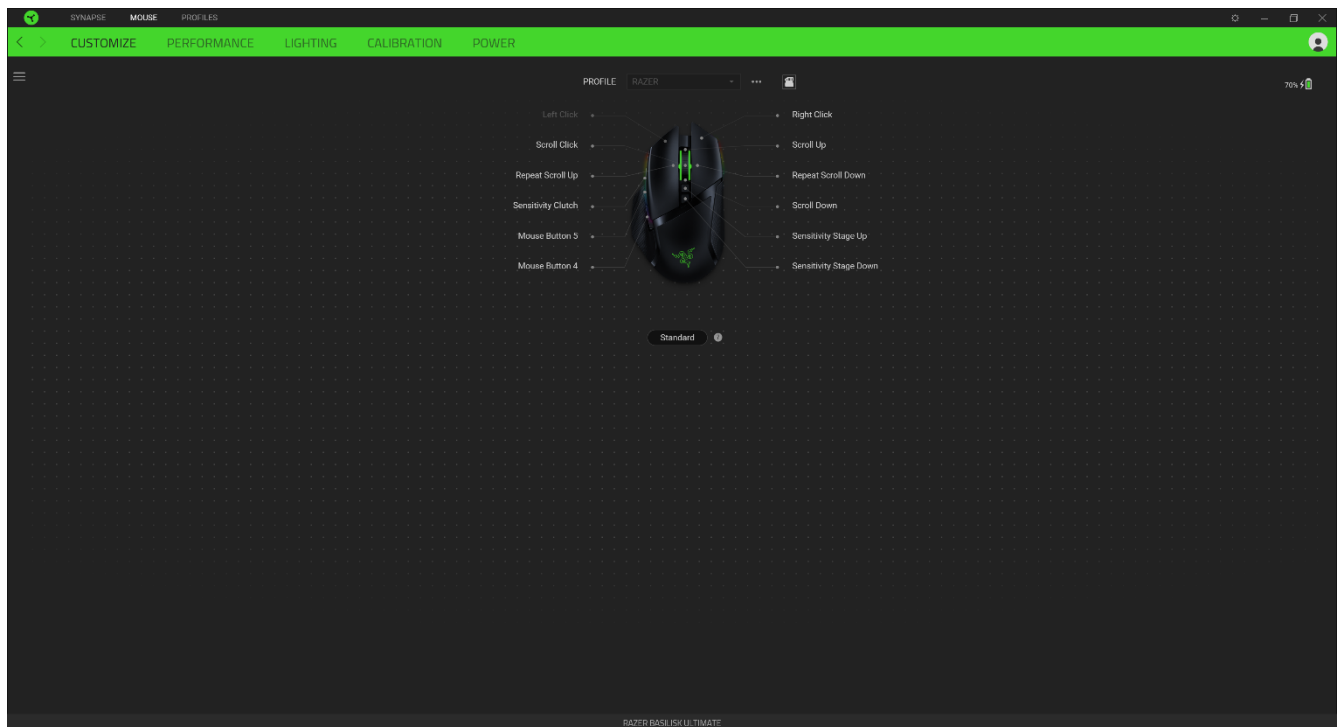 SYNAPSE MOUSE PROFILES
CUSTOMIZE PERFORMANCE LIGHTING CALIBRATION POWER
PROFILE RAZER
70%
Left Click Right Click
Scroll Click Scroll Up
Repeat Scroll Up Repeat Scroll Down
Sensitivity Clutch Scroll Down
Mouse Button 5 Sensitivity Stage Up
Mouse Button 4 Sensitivity Stage Down
Standard ?
RAZER BASILISK ULTIMATE